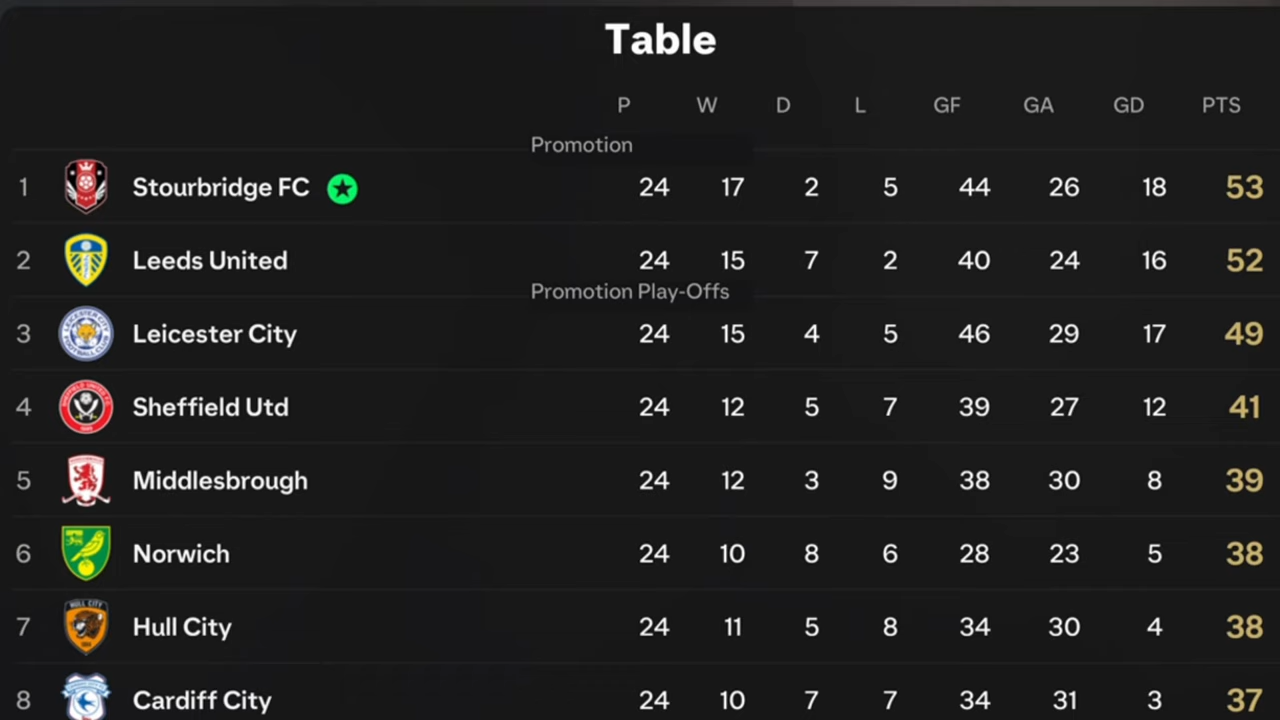 Table
P W D L GF GA GD PTS
Promotion
1 Stourbridge FC 24 17 2 5 44 26 18 53
2 Leeds United 24 15 7 2 40 24 16 52
Promotion Play-Offs
3 Leicester City 24 15 4 5 46 29 17 49
4 Sheffield Utd 24 12 5 7 39 27 12 41
5 Middlesbrough 24 12 3 9 38 30 8 39
6 Norwich 24 10 8 6 28 23 5 38
7 Hull City 24 11 5 8 34 30 4 38
8 Cardiff City 24 10 7 7 34 31 3 37